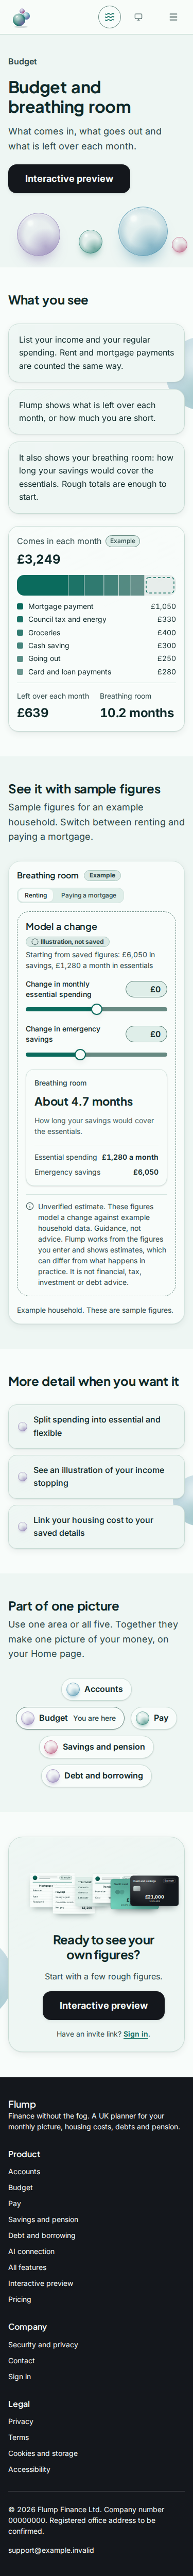 Budget
Budget and
breathing room
What comes in, what goes out and
what is left over each month.
Interactive preview
What you see
List your income and your regular
spending. Rent and mortgage payments
are counted the same way.
Flump shows what is left over each
month, or how much you are short.
It also shows your breathing room: how
long your savings would cover the
essentials. Rough totals are enough to
start.
Comes in each month Example
£3,249
Mortgage payment £1,050
Council tax and energy £330
Groceries £400
Cash saving £300
Going out £250
Card and loan payments £280
Left over each month Breathing room
£639 10.2 months
See it with sample figures
Sample figures for an example
household. Switch between renting and
paying a mortgage.
Breathing room Example
Renting Paying a mortgage
Model a change
Illustration, not saved
Starting from saved figures: £6,050 in
savings, £1,280 a month in essentials
Change in monthly
essential spending £0
Change in emergency
savings £0
Breathing room
About 4.7 months
How long your savings would cover
the essentials.
Essential spending £1,280 a month
Emergency savings £6,050
Unverified estimate. These figures
model a change against example
household data. Guidance, not
advice. Flump works from the figures
you enter and shows estimates, which
can differ from what happens in
practice. It is not financial, tax,
investment or debt advice.
Example household. These are sample figures.
More detail when you want it
Split spending into essential and
flexible
See an illustration of your income
stopping
Link your housing cost to your
saved details
Part of one picture
Use one area or all five. Together they
make one picture of your money, on
your Home page.
Accounts
Budget You are here
Pay
Savings and pension
Debt and borrowing
£21,000
Ready to see your
own figures?
Start with a few rough figures.
Interactive preview
Have an invite link? Sign in.
Flump
Finance without the fog. A UK planner for your
monthly picture, housing costs, debts and pension.
Product
Accounts
Budget
Pay
Savings and pension
Debt and borrowing
AI connection
All features
Interactive preview
Pricing
Company
Security and privacy
Contact
Sign in
Legal
Privacy
Terms
Cookies and storage
Accessibility
© 2026 Flump Finance Ltd. Company number
00000000. Registered office address to be
confirmed.
support@example.invalid